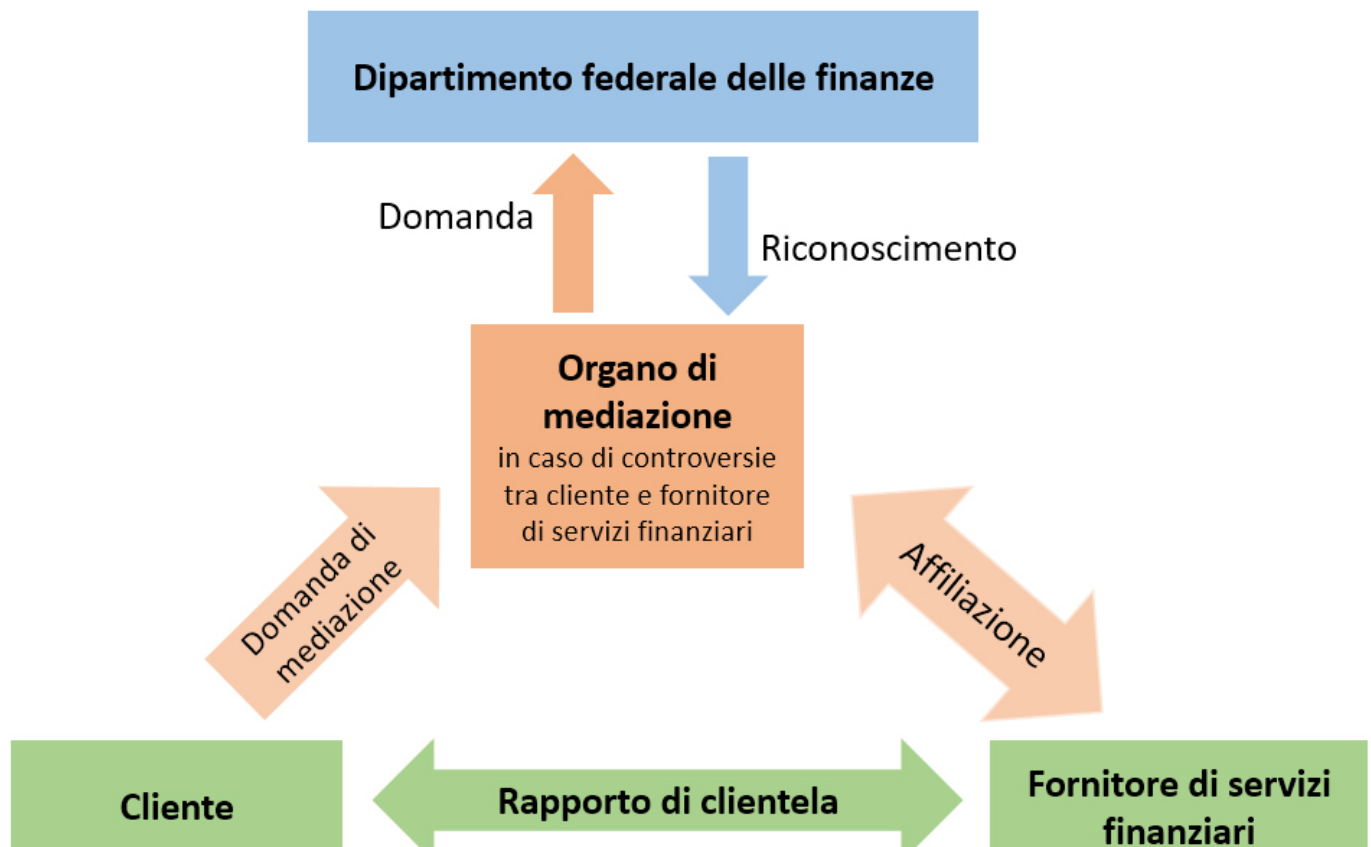 Dipartimento federale delle finanze
Domanda
Riconoscimento
Organo di
mediazione
in caso di controversie
tra cliente e fornitore
di servizi finanziari
Domanda di
mediazione
Affiliazione
Cliente
Rapporto di clientela
Fornitore di servizi
finanziari